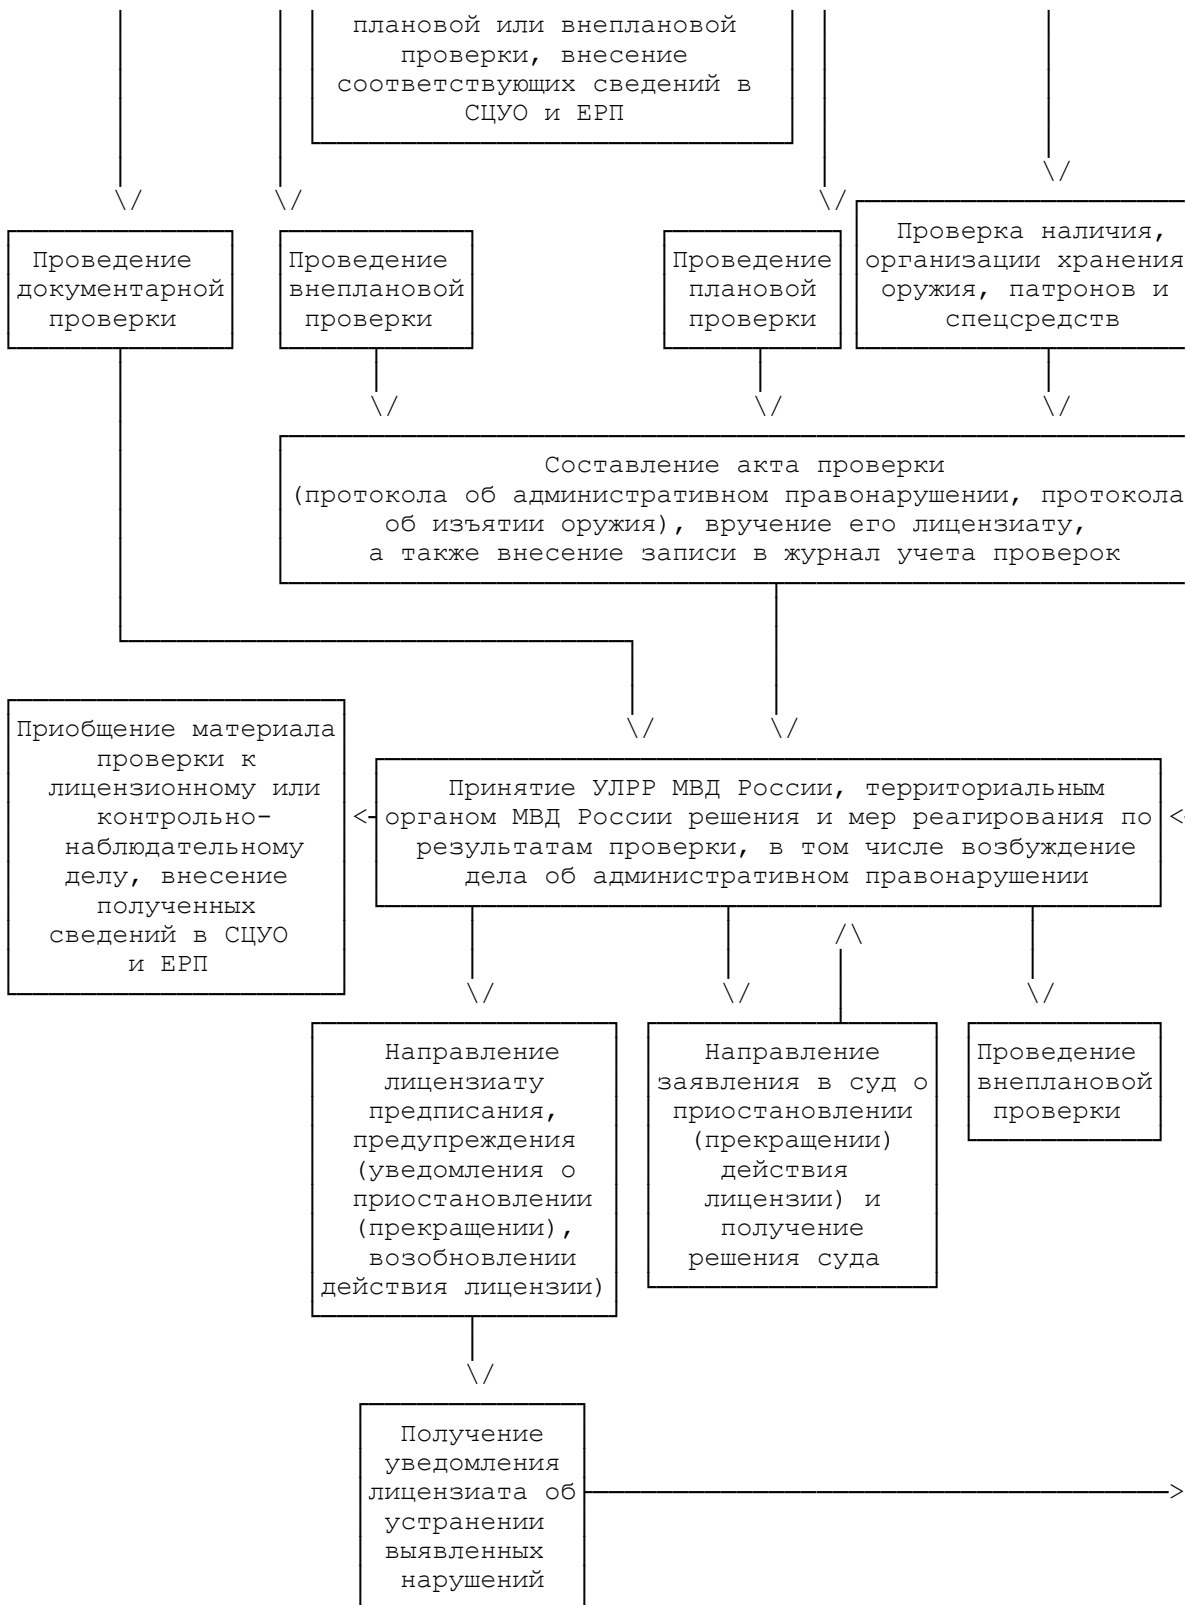 плановой или внеплановой
проверки, внесение
соответствующих сведений в
СЦУО и ЕРП
Проведение
документарной
проверки
Проведение
внеплановой
проверки
Проведение
плановой
проверки
Проверка наличия,
организации хранения
оружия, патронов и
спецсредств
Составление акта проверки
(протокола об административном правонарушении, протокола
об изъятии оружия), вручение его лицензиату,
а также внесение записи в журнал учета проверок
Приобщение материала
проверки к
лицензионному или
контрольно-
наблюдательному
делу, внесение
полученных
сведений в СЦУО
и ЕРП
Принятие УЛРР МВД России, территориальным
органом МВД России решения и мер реагирования по
результатам проверки, в том числе возбуждение
дела об административном правонарушении
Направление
лицензиату
предписания,
предупреждения
(уведомления о
приостановлении
(прекращении),
возобновлении
действия лицензии)
Направление
заявления в суд о
приостановлении
(прекращении)
действия
лицензии) и
получение
решения суда
Проведение
внеплановой
проверки
Получение
уведомления
лицензиата об
устранении
выявленных
нарушений